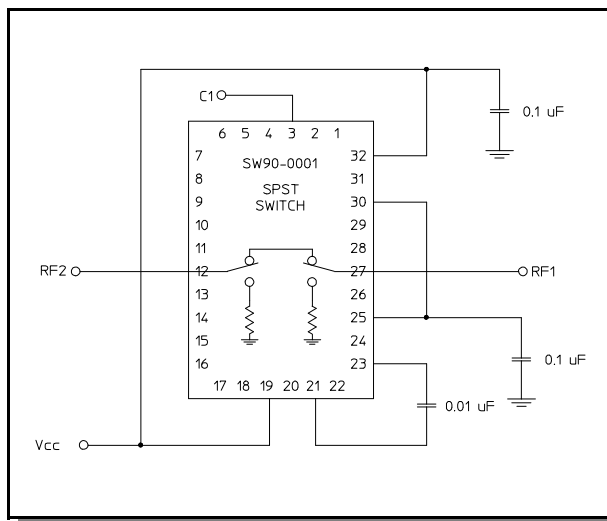 C1
0.1 uF
6 5 4 3 2 1
7 32
SW90-0001
8 31
SPST
9 30
SWITCH
10 29
11 28
RF2 12 27 RF1
13 26
14 25
15 24
0.1 uF
16 23
17 18 19 20 21 22
0.01 uF
Vcc